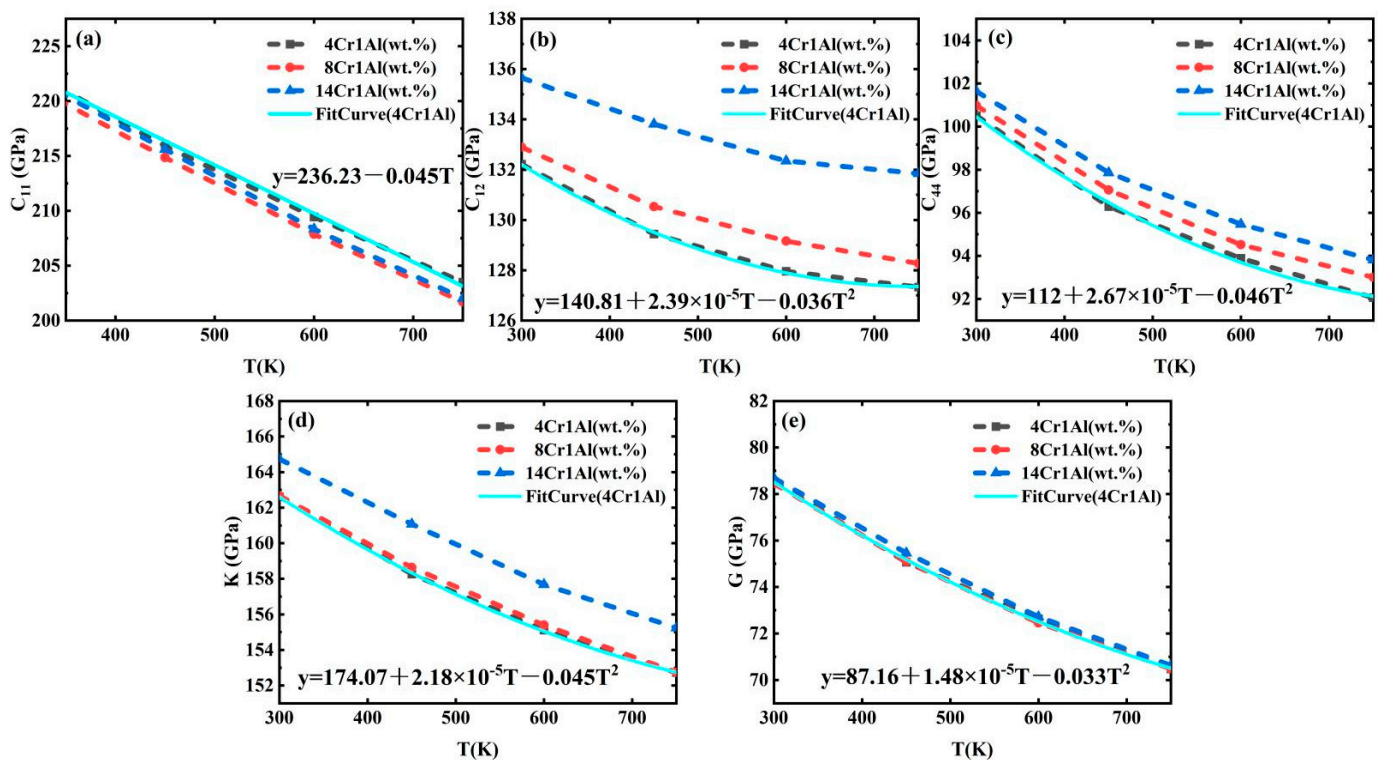 (a)
4Cr1Al(wt.%)
8Cr1Al(wt.%)
14Cr1Al(wt.%)
FitCurve(4Cr1Al)
y=236.23－0.045T
225
220
215
210
205
200
C₁₁ (GPa)
400 500 600 700
T(K)
(b)
4Cr1Al(wt.%)
8Cr1Al(wt.%)
14Cr1Al(wt.%)
FitCurve(4Cr1Al)
y=140.81＋2.39×10⁻⁵T－0.036T²
138
136
134
132
130
128
126
C₁₂ (GPa)
300 400 500 600 700
T(K)
(c)
4Cr1Al(wt.%)
8Cr1Al(wt.%)
14Cr1Al(wt.%)
FitCurve(4Cr1Al)
y=112＋2.67×10⁻⁵T－0.046T²
104
102
100
98
96
94
92
C₄₄ (GPa)
300 400 500 600 700
T(K)
(d)
4Cr1Al(wt.%)
8Cr1Al(wt.%)
14Cr1Al(wt.%)
FitCurve(4Cr1Al)
y=174.07＋2.18×10⁻⁵T－0.045T²
168
166
164
162
160
158
156
154
152
K (GPa)
300 400 500 600 700
T(K)
(e)
4Cr1Al(wt.%)
8Cr1Al(wt.%)
14Cr1Al(wt.%)
FitCurve(4Cr1Al)
y=87.16＋1.48×10⁻⁵T－0.033T²
82
80
78
76
74
72
70
G (GPa)
300 400 500 600 700
T(K)